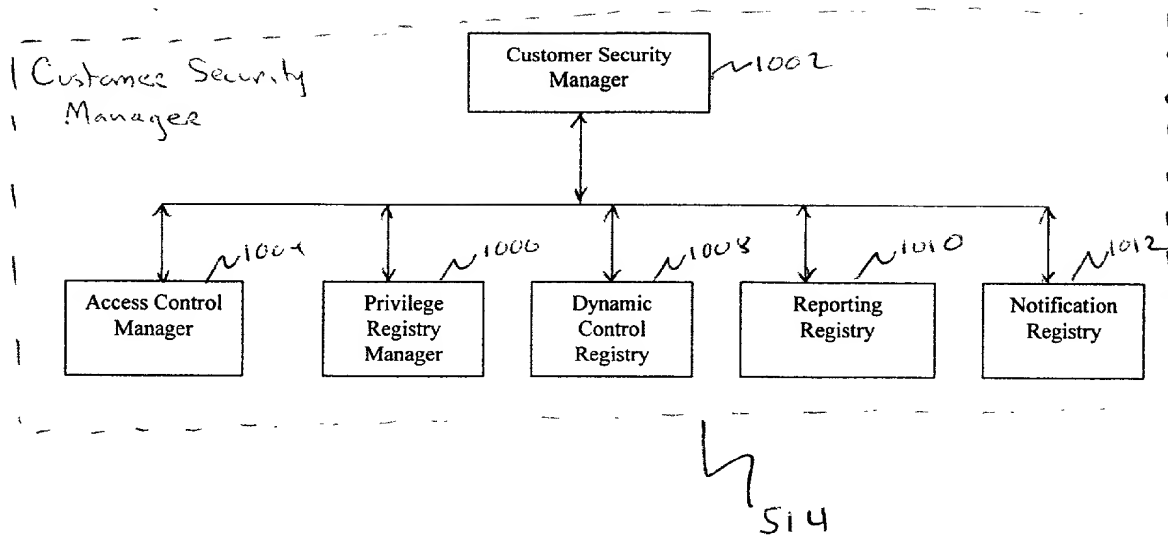 Customer Security
Manager
Customer Security
Manager
1002
1004
1006
1008
1010
1012
Access Control
Manager
Privilege
Registry
Manager
Dynamic
Control
Registry
Reporting
Registry
Notification
Registry
514